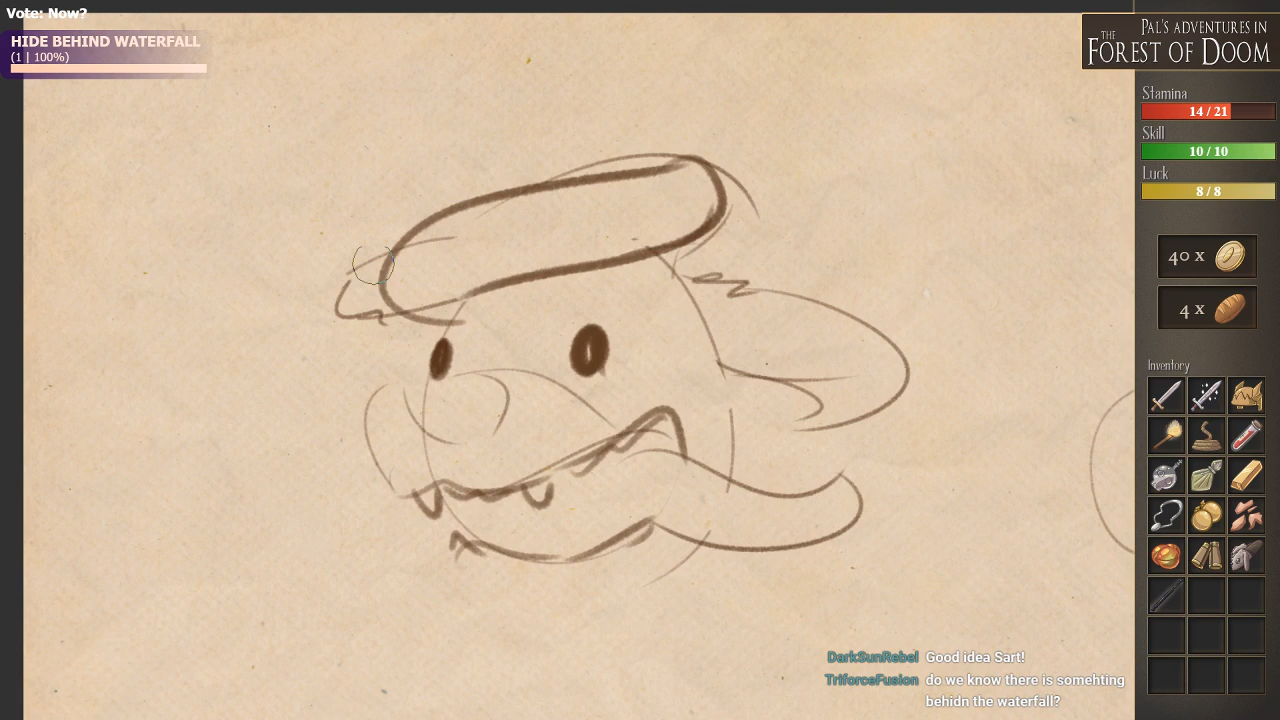 Vote: Now?
HIDE BEHIND WATERFALL
(1 | 100%)
PAL'S ADVENTURES IN
THE FOREST OF DOOM
Stamina
14 / 21
Skill
10 / 10
Luck
8 / 8
40 x
4 x
Inventory
DarkSunRebel Good idea Sart!
TriforceFusion do we know there is somehting
behidn the waterfall?